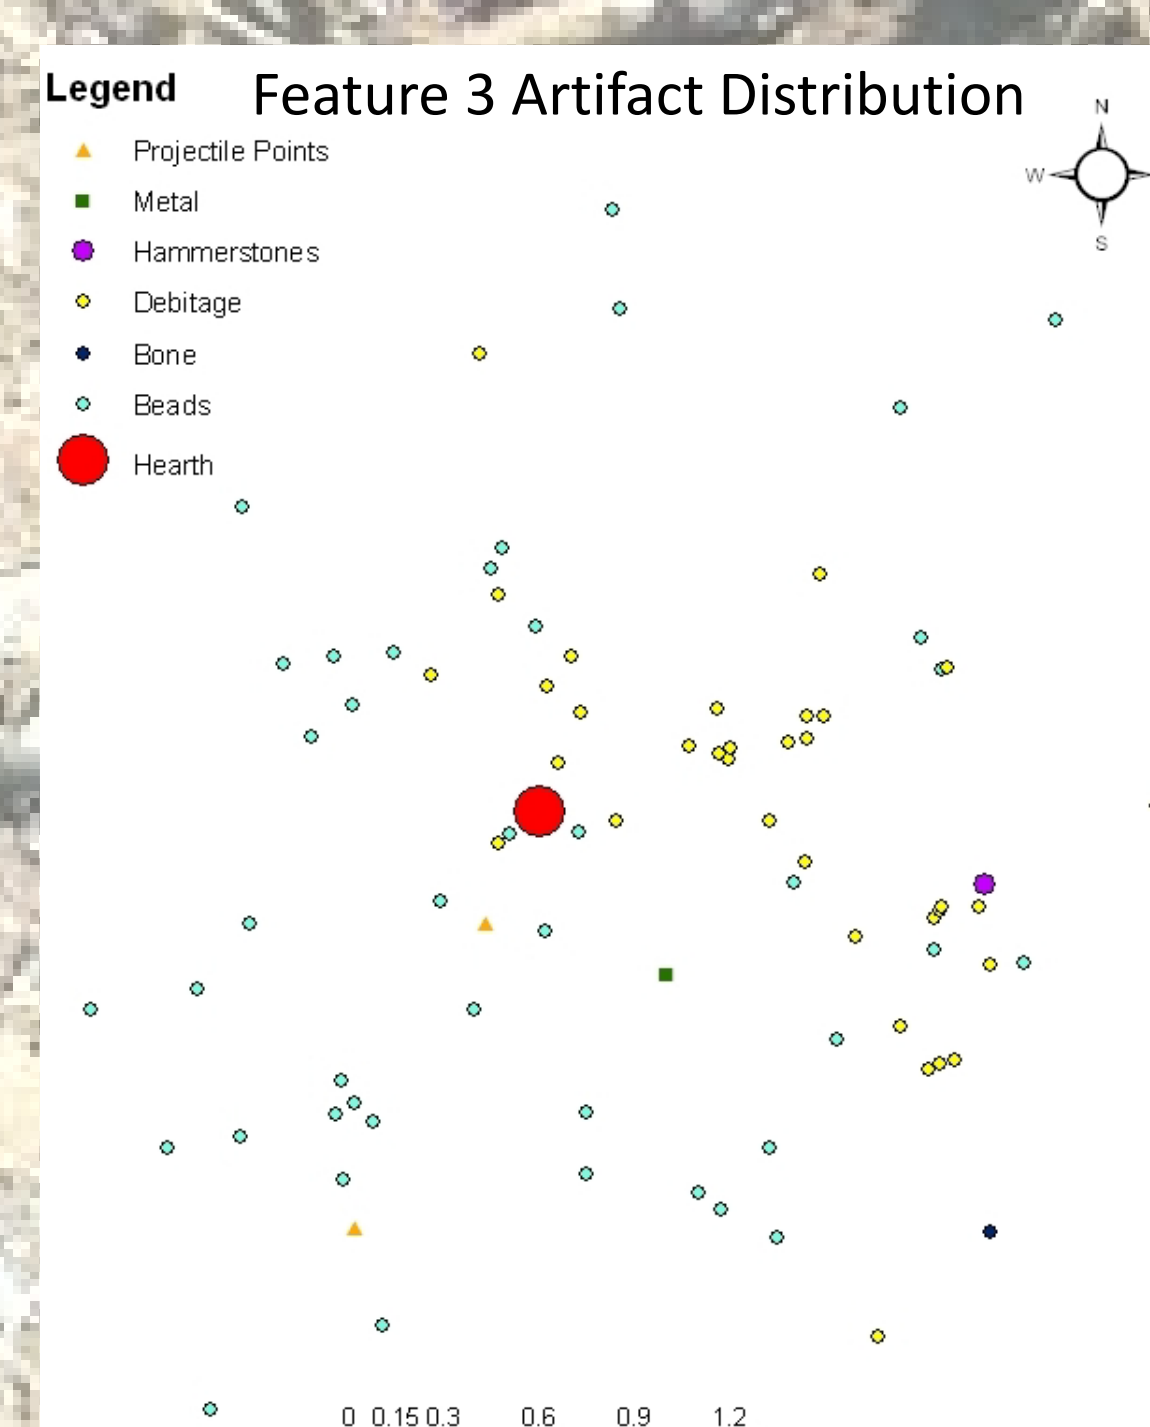 Legend
Feature 3 Artifact Distribution
N
W
S
Projectile Points
Metal
Hammerstones
Debitage
Bone
Beads
Hearth
0 0.15 0.3 0.6 0.9 1.2